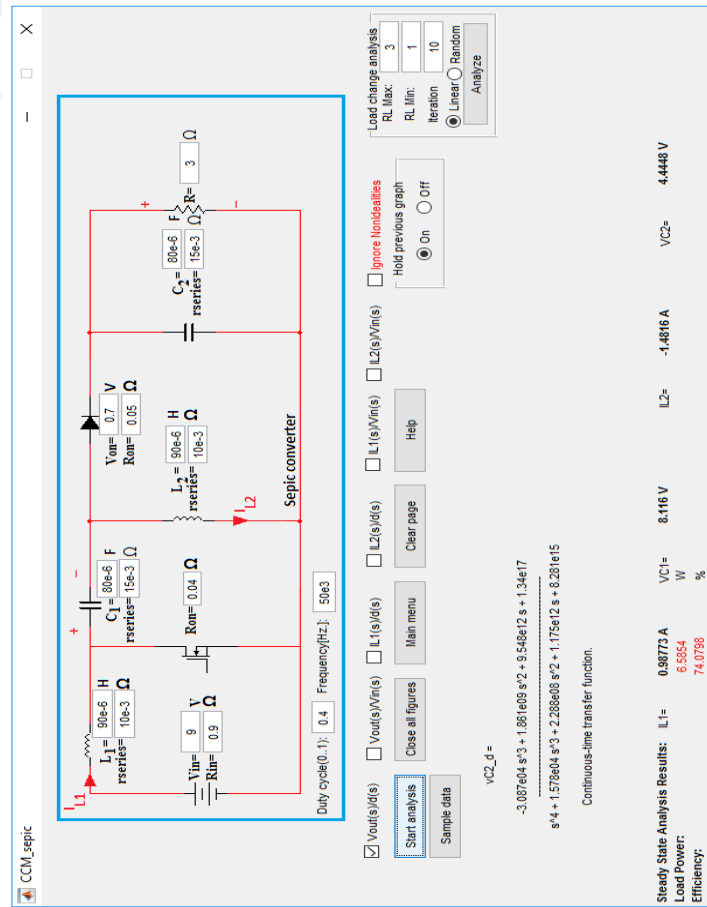 CCM_sepic
I L1
L1= 90e-6 H
rseries= 10e-3 Ω
+ −
C1= 80e-6 F
rseries= 15e-3 Ω
Von= 0.7 V
Ron= 0.05 Ω
Vin= 9 V
Rin= 0.9 Ω
Ron= 0.04 Ω
L2= 90e-6 H
rseries= 10e-3 Ω
I L2
C2= 80e-6 F
rseries= 15e-3 Ω
+
R= 3 Ω
−
Sepic converter
Duty cycle(0..1): 0.4 Frequency[Hz.]: 50e3
Vout(s)/d(s) Vout(s)/Vin(s) IL1(s)/d(s) IL2(s)/d(s) IL1(s)/Vin(s) IL2(s)/Vin(s) Ignore Nonidealities
Start analysis Close all figures Main menu Clear page Help
Sample data
Hold previous graph
On Off
Load change analysis
RL Max: 3
RL Min: 1
Iteration 10
Linear Random
Analyze
vC2_d =
-3.087e04 s^3 + 1.861e09 s^2 + 9.548e12 s + 1.34e17
---------------------------------------------------
s^4 + 1.578e04 s^3 + 2.288e08 s^2 + 1.175e12 s + 8.281e15
Continuous-time transfer function.
Steady State Analysis Results: IL1= 0.98773 A VC1= 8.116 V IL2= -1.4816 A VC2= 4.4448 V
Load Power: 6.5854 W
Efficiency: 74.0798 %